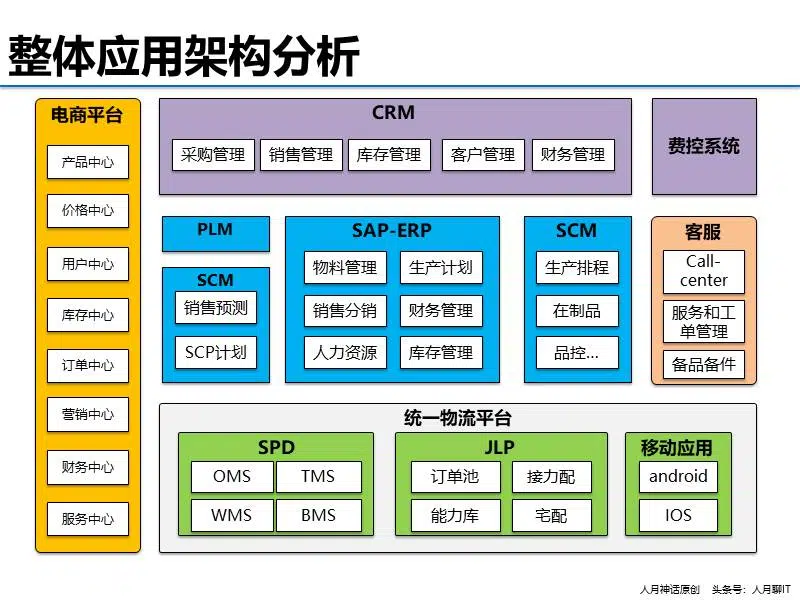 整体应用架构分析
电商平台
产品中心
价格中心
用户中心
库存中心
订单中心
营销中心
财务中心
服务中心
CRM
采购管理
销售管理
库存管理
客户管理
财务管理
费控系统
PLM
SCM
销售预测
SCP计划
SAP-ERP
物料管理
生产计划
销售分销
财务管理
人力资源
库存管理
SCM
生产排程
在制品
品控...
客服
Call-
center
服务和工
单管理
备品备件
统一物流平台
SPD
OMS
TMS
WMS
BMS
JLP
订单池
接力配
能力库
宅配
移动应用
android
IOS
人月神话原创 头条号：人月聊IT